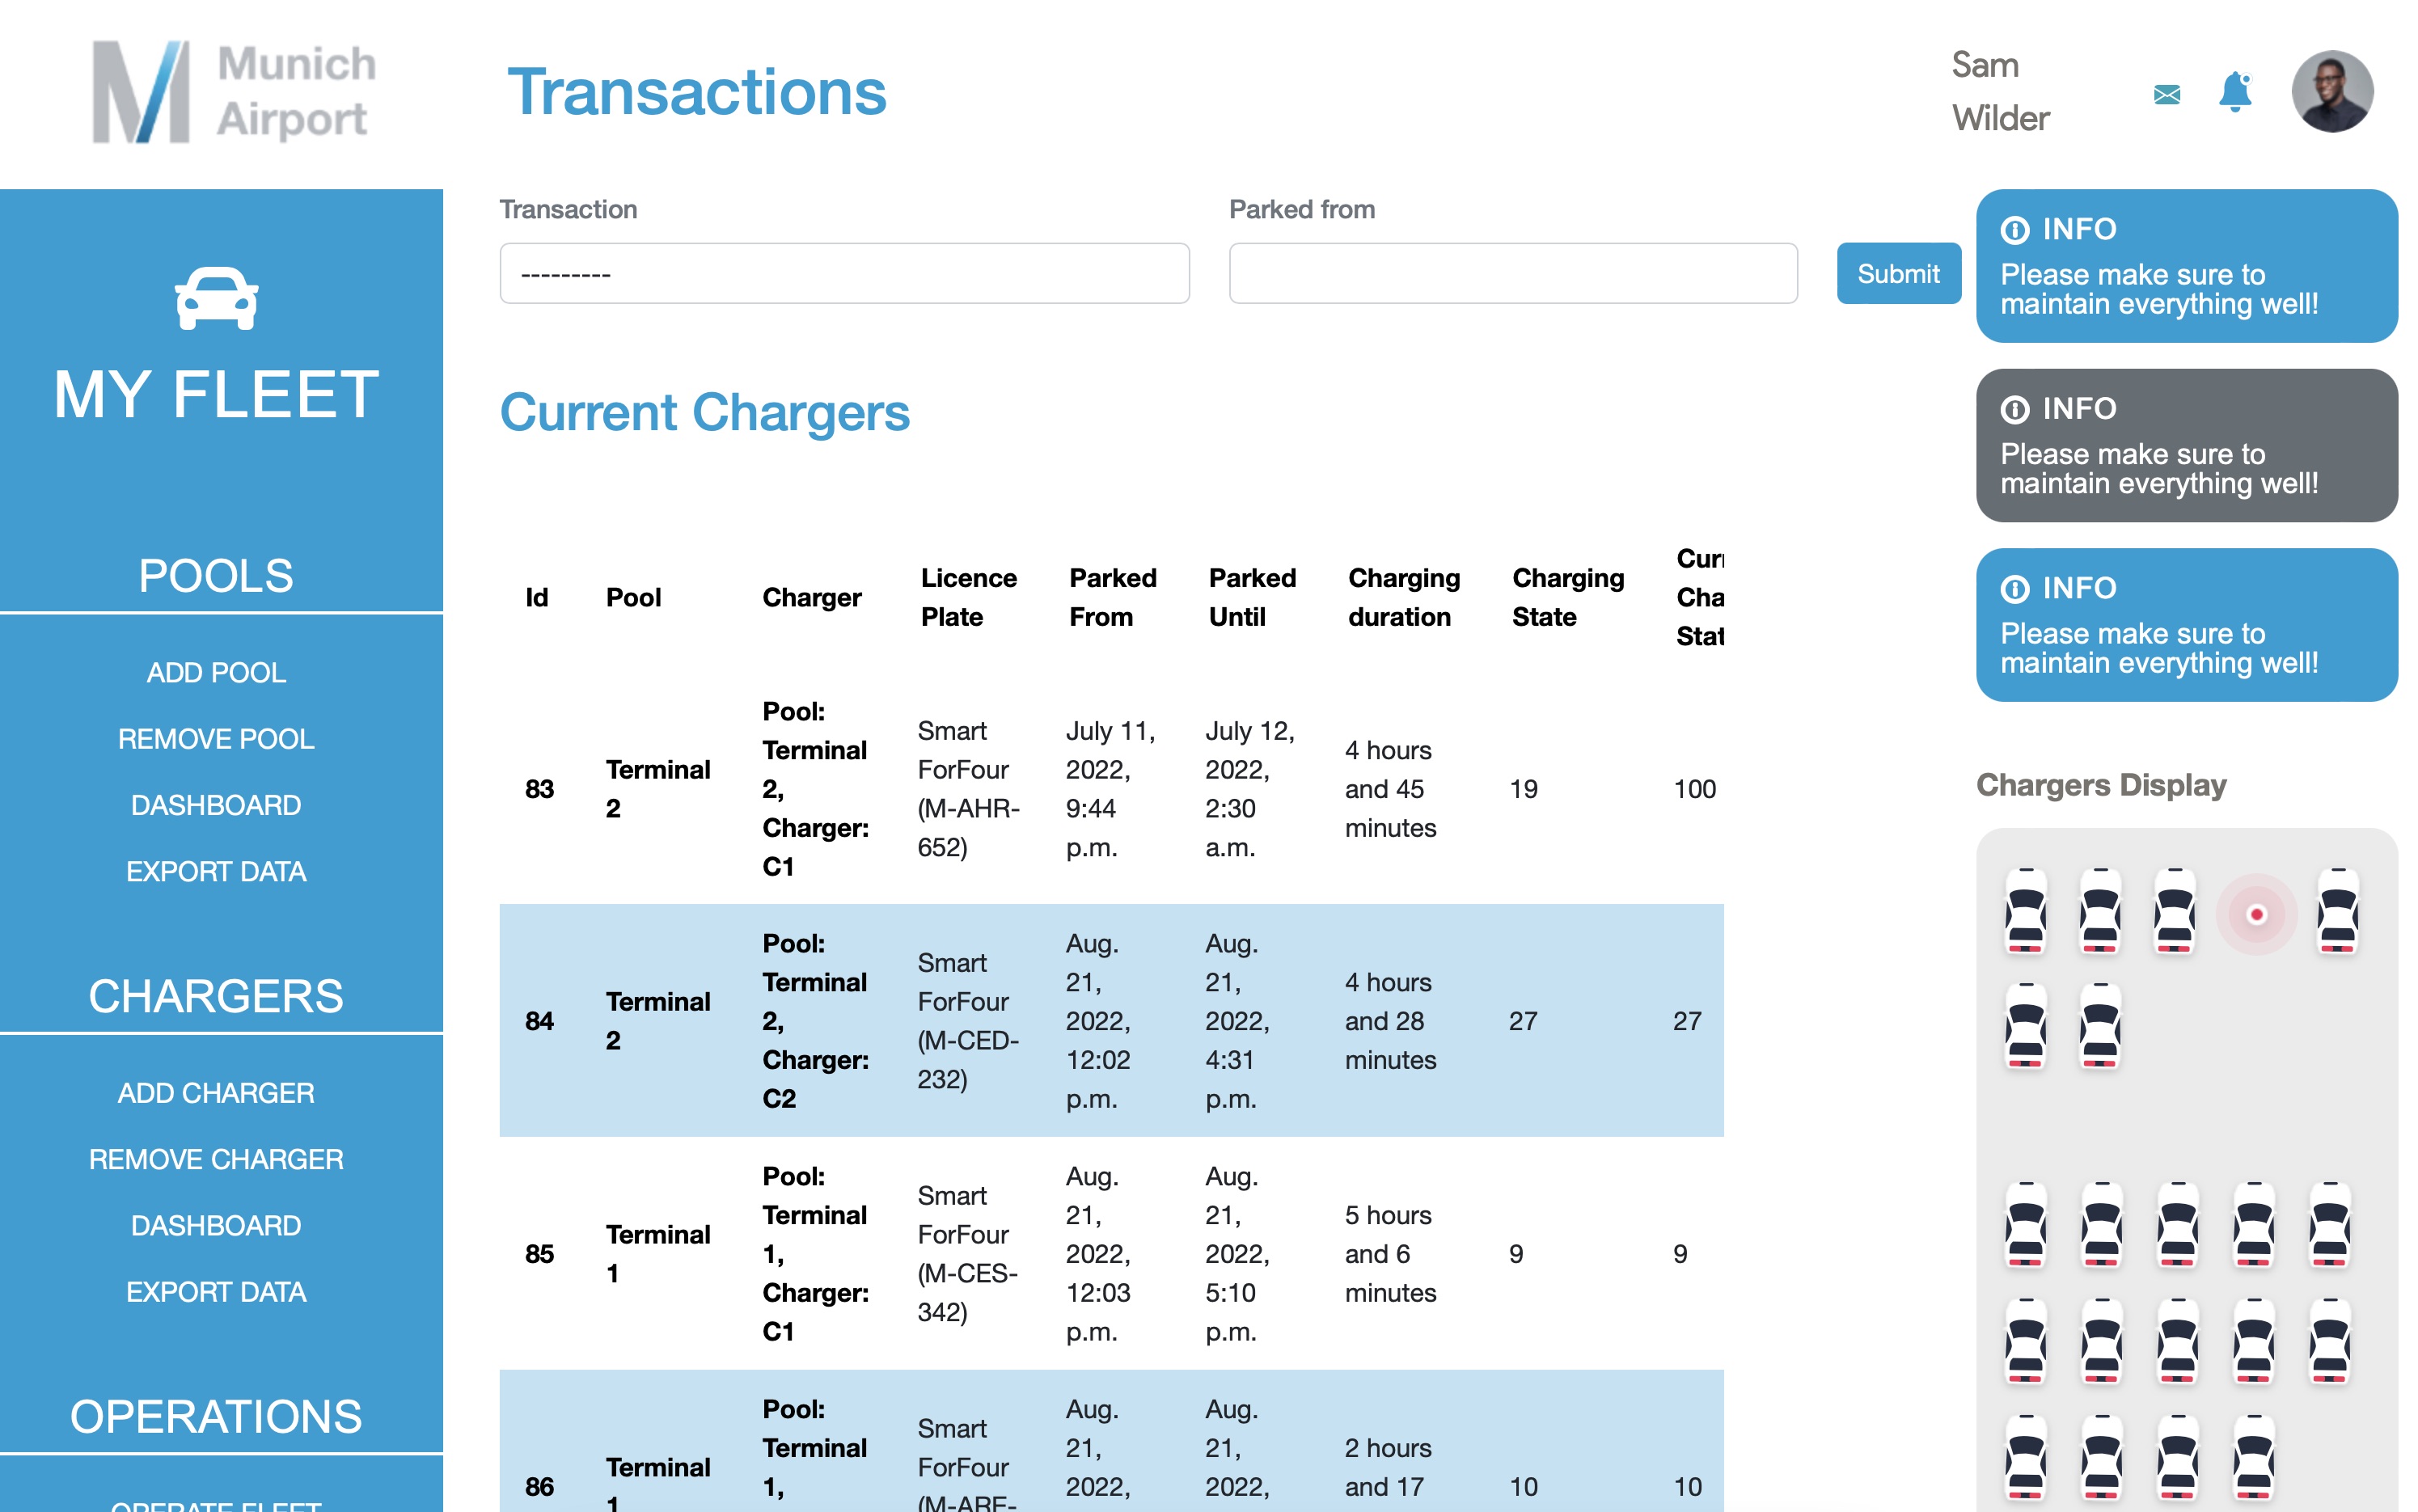 Munich
Airport
Transactions
Sam
Wilder
MY FLEET
POOLS
ADD POOL
REMOVE POOL
DASHBOARD
EXPORT DATA
CHARGERS
ADD CHARGER
REMOVE CHARGER
DASHBOARD
EXPORT DATA
OPERATIONS
OPERATE FLEET
Transaction
Parked from
---------
Submit
Current Chargers
Id
Pool
Charger
Licence
Plate
Parked
From
Parked
Until
Charging
duration
Charging
State
Curr
Cha
Stat
83
Terminal
2
Pool:
Terminal
2,
Charger:
C1
Smart
ForFour
(M-AHR-
652)
July 11,
2022,
9:44
p.m.
July 12,
2022,
2:30
a.m.
4 hours
and 45
minutes
19
100
84
Terminal
2
Pool:
Terminal
2,
Charger:
C2
Smart
ForFour
(M-CED-
232)
Aug.
21,
2022,
12:02
p.m.
Aug.
21,
2022,
4:31
p.m.
4 hours
and 28
minutes
27
27
85
Terminal
1
Pool:
Terminal
1,
Charger:
C1
Smart
ForFour
(M-CES-
342)
Aug.
21,
2022,
12:03
p.m.
Aug.
21,
2022,
5:10
p.m.
5 hours
and 6
minutes
9
9
86
Terminal
1
Pool:
Terminal
1,
Smart
ForFour
Aug.
21,
2022,
Aug.
21,
2022,
2 hours
and 17
10
10
INFO
Please make sure to
maintain everything well!
INFO
Please make sure to
maintain everything well!
INFO
Please make sure to
maintain everything well!
Chargers Display